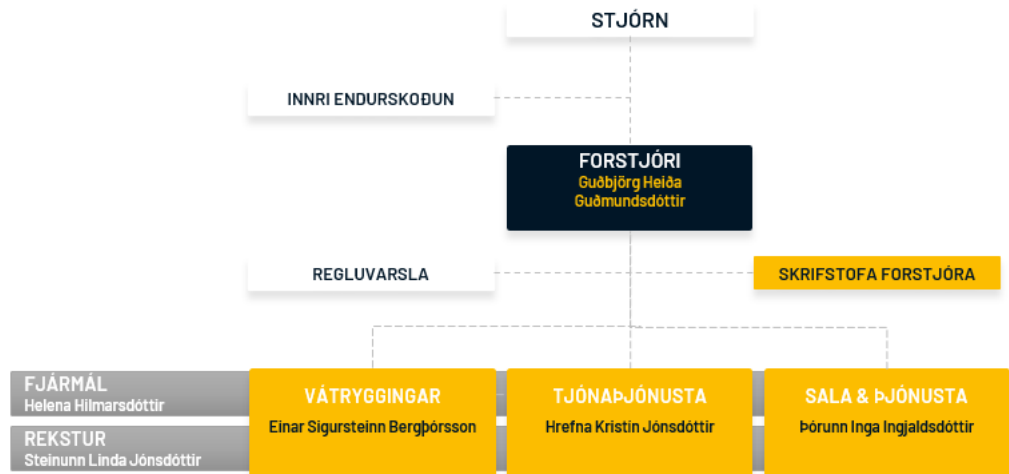 STJÓRN
INNRI ENDURSKOÐUN
FORSTJÓRI
Guðbjörg Heiða
Guðmundsdóttir
REGLUVARSLA
SKRIFSTOFA FORSTJÓRA
FJÁRMÁL
Helena Hilmarsdóttir
REKSTUR
Steinunn Linda Jónsdóttir
VÁTRYGGINGAR
Einar Sigursteinn Bergþórsson
TJÓNAÞJÓNUSTA
Hrefna Kristín Jónsdóttir
SALA & ÞJÓNUSTA
Þórunn Inga Ingjaldsdóttir